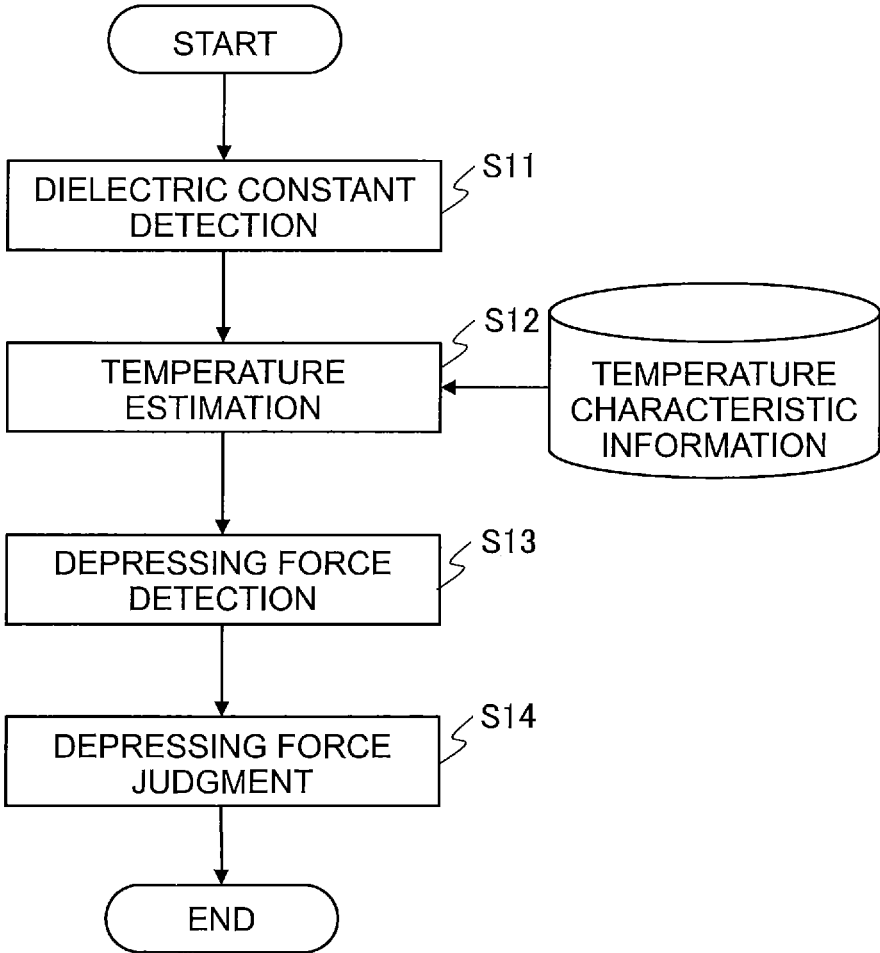 START
S11
DIELECTRIC CONSTANT
DETECTION
S12
TEMPERATURE
ESTIMATION
TEMPERATURE
CHARACTERISTIC
INFORMATION
S13
DEPRESSING FORCE
DETECTION
S14
DEPRESSING FORCE
JUDGMENT
END